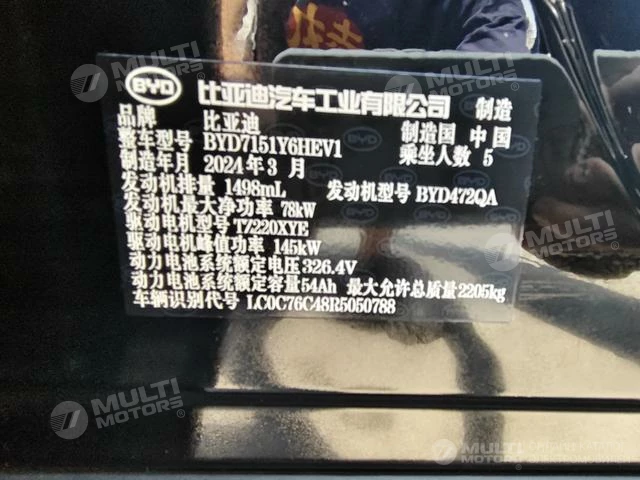 BYD 比亚迪汽车工业有限公司 制造
品牌 比亚迪 制造国 中国
整车型号 BYD7151Y6HEV1 乘坐人数 5
制造年月 2024 年 3 月
发动机排量 1498mL 发动机型号 BYD472QA
发动机最大净功率 78kW
驱动电机型号 TZ220XYE
驱动电机峰值功率 145kW
动力电池系统额定电压 326.4V
动力电池系统额定容量 54Ah 最大允许总质量 2205kg
车辆识别代号 LC0C76C48R5050788
MULTI MOTORS
MULTI MOTORS
MULTI MOTORS
MULTI MOTORS